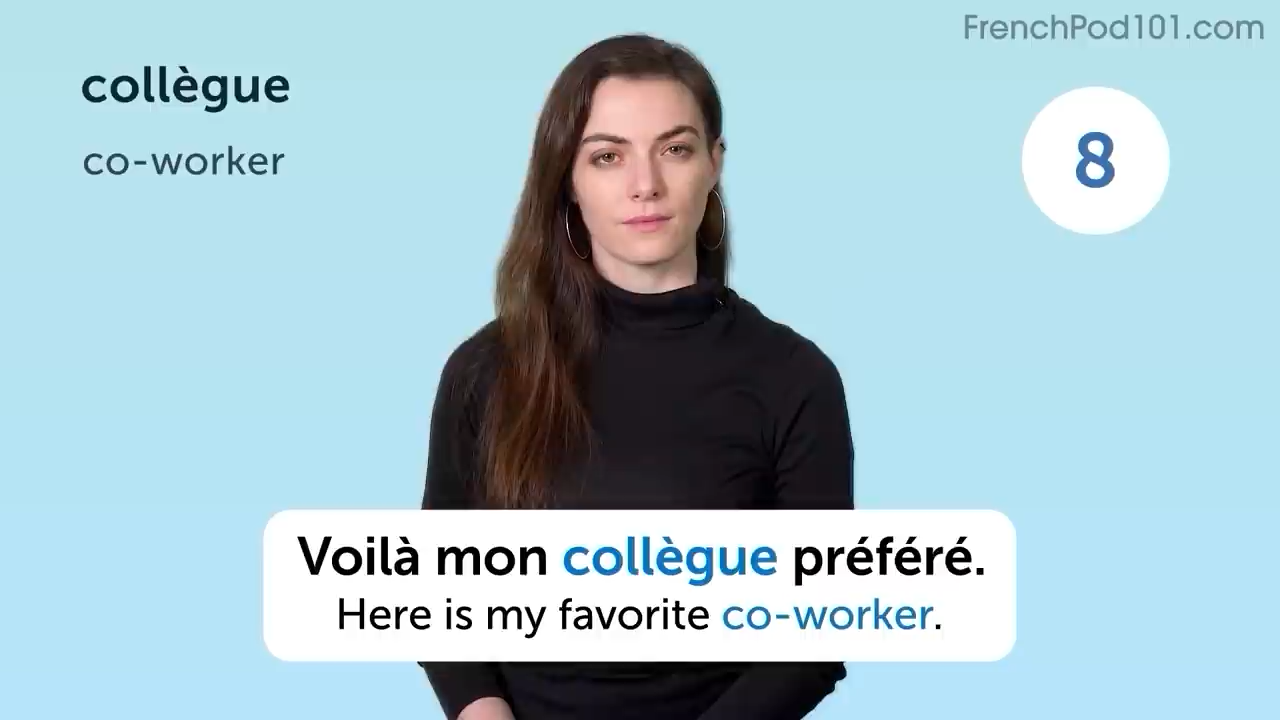 FrenchPod101.com
collègue
co-worker
8
Voilà mon collègue préféré.
Here is my favorite co-worker.